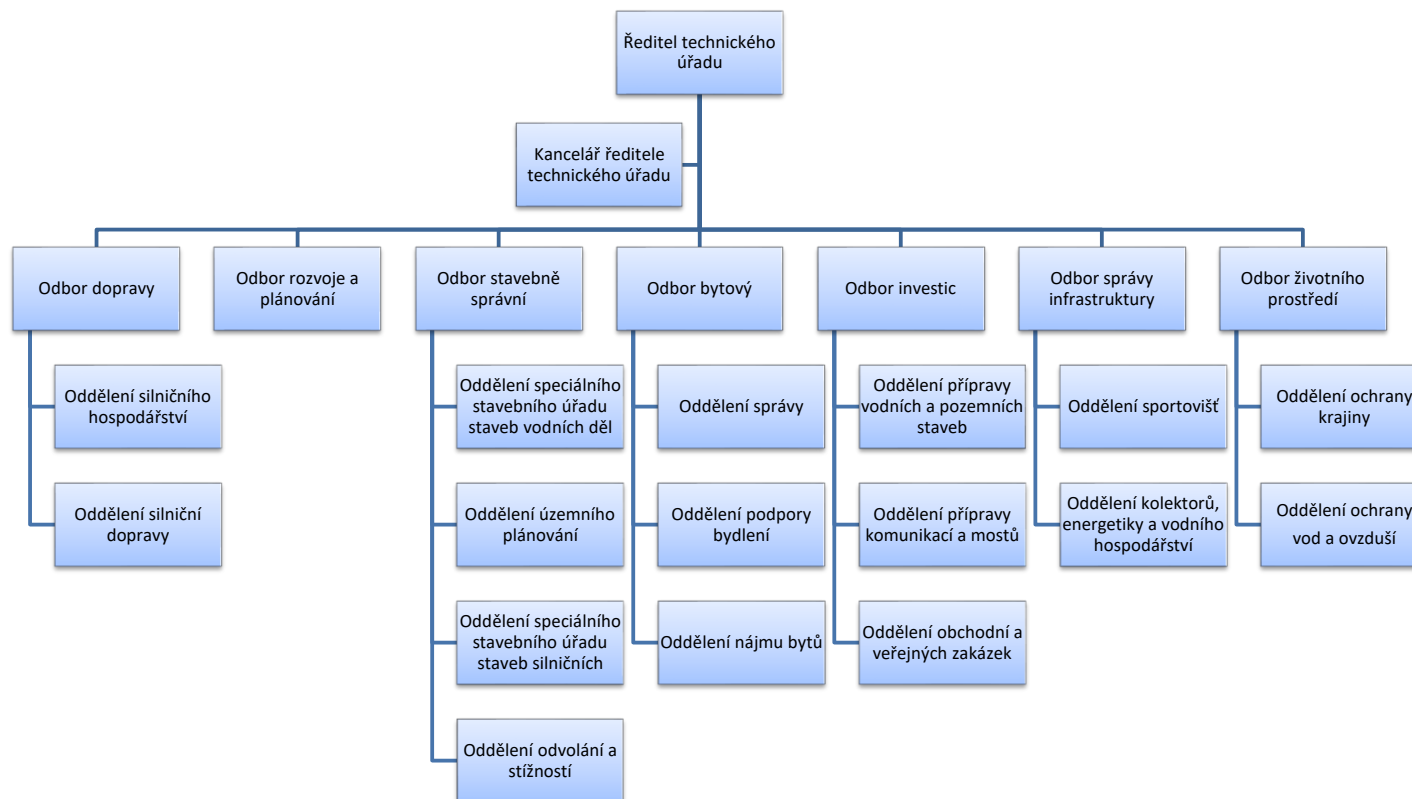 Ředitel technického
úřadu
Kancelář ředitele
technického úřadu
Odbor dopravy
Odbor rozvoje a
plánování
Odbor stavebně
správní
Odbor bytový
Odbor investic
Odbor správy
infrastruktury
Odbor životního
prostředí
Oddělení silničního
hospodářství
Oddělení silniční
dopravy
Oddělení speciálního
stavebního úřadu
staveb vodních děl
Oddělení územního
plánování
Oddělení speciálního
stavebního úřadu
staveb silničních
Oddělení odvolání a
stížností
Oddělení správy
Oddělení podpory
bydlení
Oddělení nájmu bytů
Oddělení přípravy
vodních a pozemních
staveb
Oddělení přípravy
komunikací a mostů
Oddělení obchodní a
veřejných zakázek
Oddělení sportovišť
Oddělení kolektorů,
energetiky a vodního
hospodářství
Oddělení ochrany
krajiny
Oddělení ochrany
vod a ovzduší